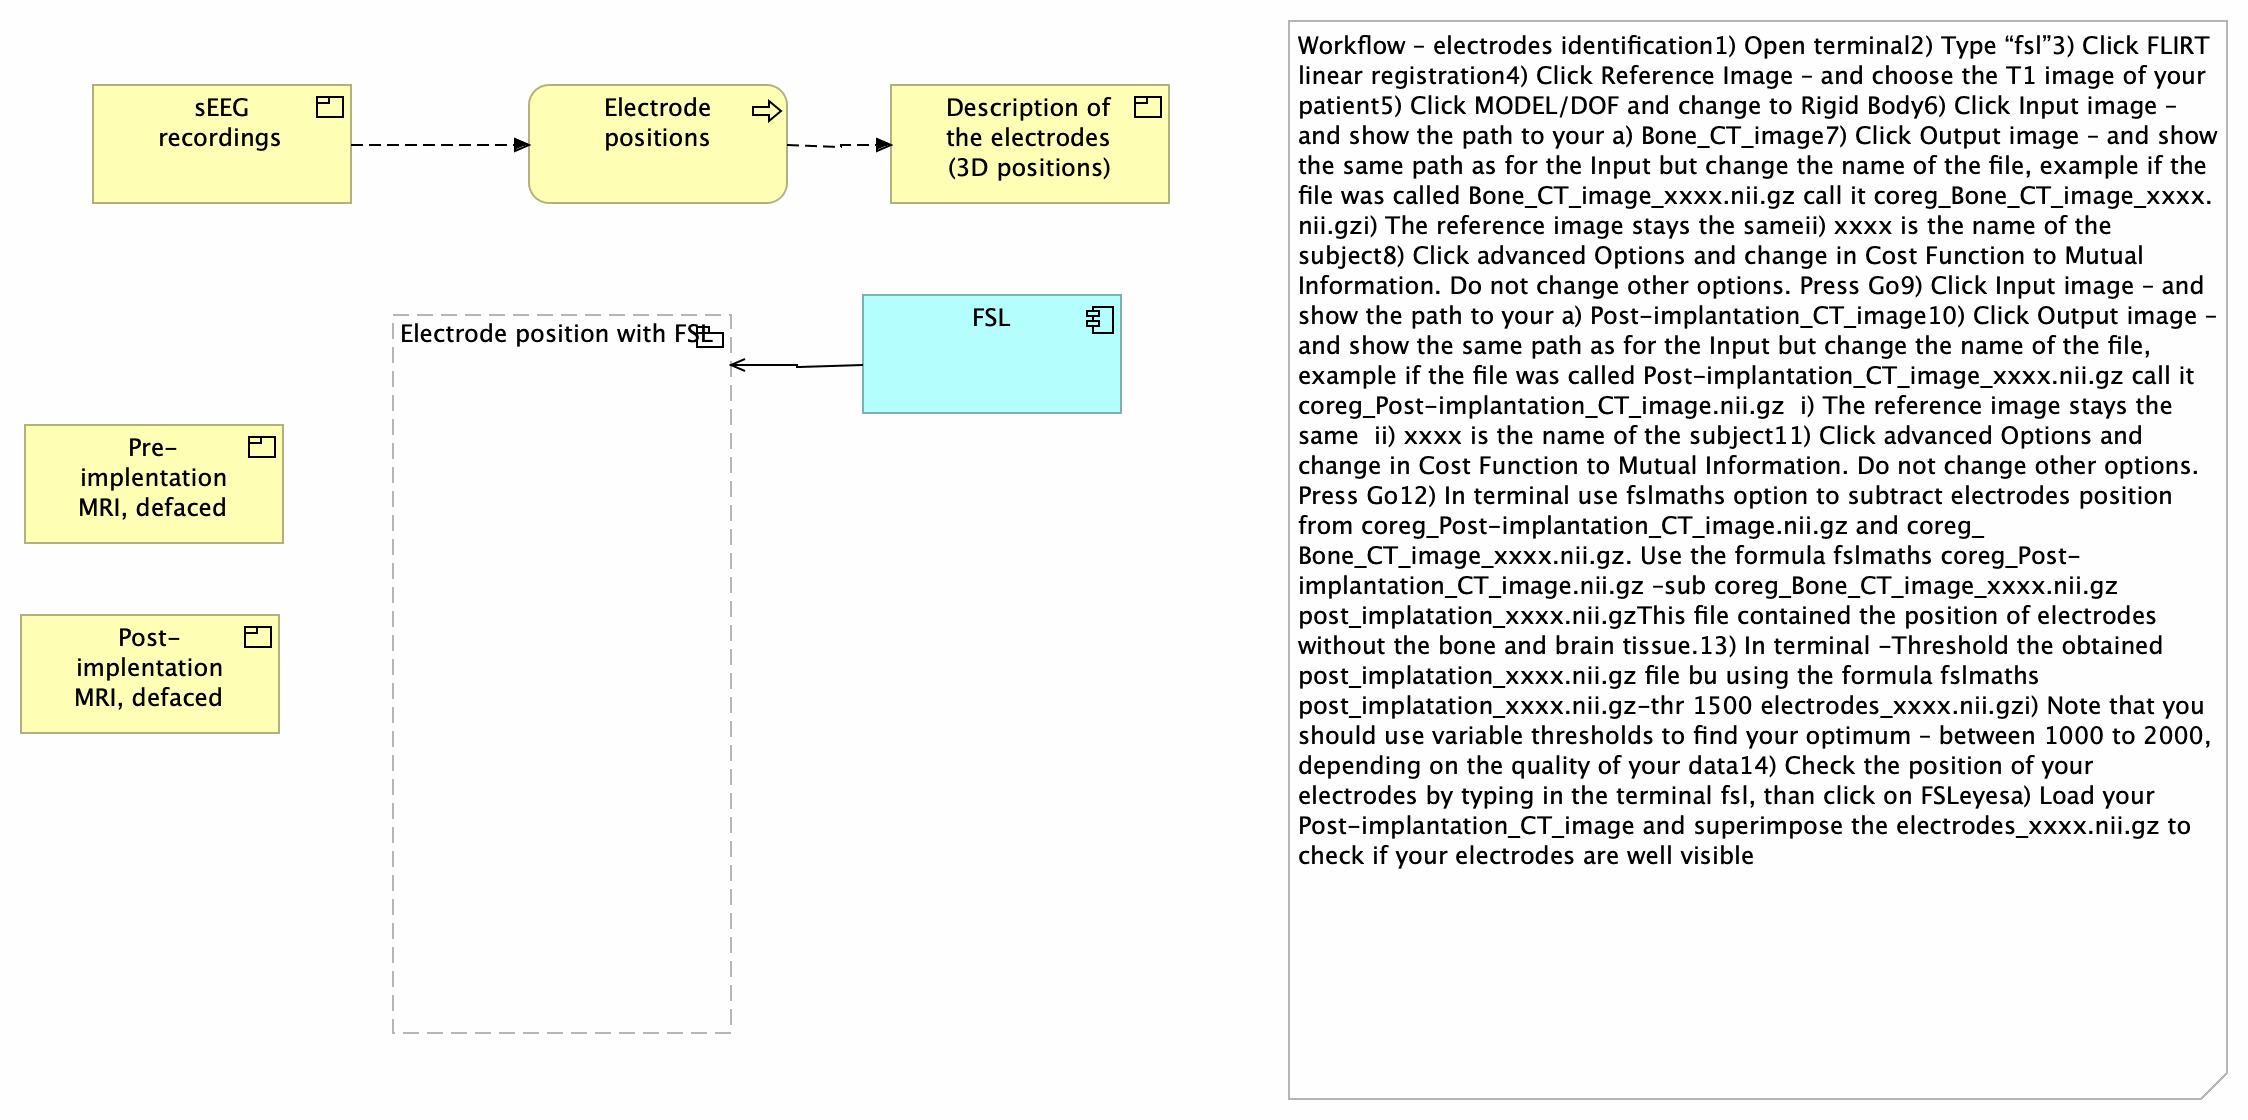 sEEG
recordings
Electrode
positions
Description of
the electrodes
(3D positions)
Electrode position with FSL
FSL
Pre-
implentation
MRI, defaced
Post-
implentation
MRI, defaced
Workflow – electrodes identification1) Open terminal2) Type “fsl”3) Click FLIRT
linear registration4) Click Reference Image – and choose the T1 image of your
patient5) Click MODEL/DOF and change to Rigid Body6) Click Input image –
and show the path to your a) Bone_CT_image7) Click Output image – and show
the same path as for the Input but change the name of the file, example if the
file was called Bone_CT_image_xxxx.nii.gz call it coreg_Bone_CT_image_xxxx.
nii.gzi) The reference image stays the sameii) xxxx is the name of the
subject8) Click advanced Options and change in Cost Function to Mutual
Information. Do not change other options. Press Go9) Click Input image – and
show the path to your a) Post-implantation_CT_image10) Click Output image –
and show the same path as for the Input but change the name of the file,
example if the file was called Post-implantation_CT_image_xxxx.nii.gz call it
coreg_Post-implantation_CT_image.nii.gz  i) The reference image stays the
same  ii) xxxx is the name of the subject11) Click advanced Options and
change in Cost Function to Mutual Information. Do not change other options.
Press Go12) In terminal use fslmaths option to subtract electrodes position
from coreg_Post-implantation_CT_image.nii.gz and coreg_
Bone_CT_image_xxxx.nii.gz. Use the formula fslmaths coreg_Post-
implantation_CT_image.nii.gz -sub coreg_Bone_CT_image_xxxx.nii.gz
post_implatation_xxxx.nii.gzThis file contained the position of electrodes
without the bone and brain tissue.13) In terminal -Threshold the obtained
post_implatation_xxxx.nii.gz file bu using the formula fslmaths
post_implatation_xxxx.nii.gz-thr 1500 electrodes_xxxx.nii.gzi) Note that you
should use variable thresholds to find your optimum – between 1000 to 2000,
depending on the quality of your data14) Check the position of your
electrodes by typing in the terminal fsl, than click on FSLeyesa) Load your
Post-implantation_CT_image and superimpose the electrodes_xxxx.nii.gz to
check if your electrodes are well visible